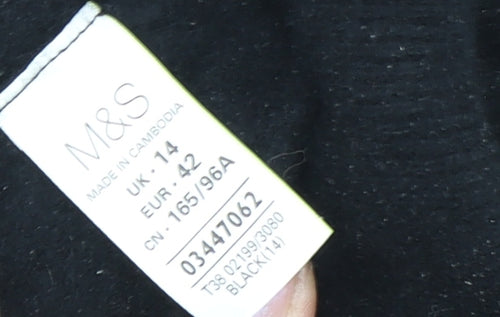 M&S
MADE IN CAMBODIA
UK · 14
EUR · 42
CN · 165/96A
03447062
T38 02199/3080
BLACK(14)